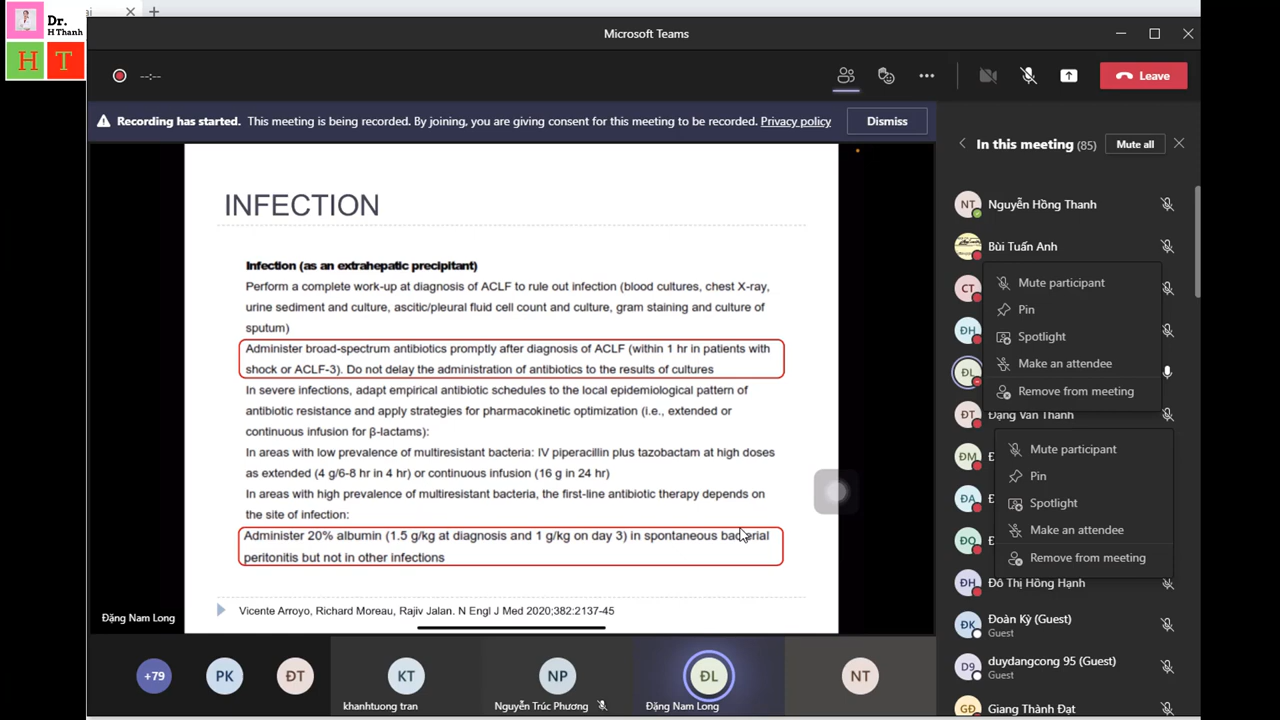 Dr.
H Thanh
H T
ai
Microsoft Teams
--:--
Leave
Recording has started. This meeting is being recorded. By joining, you are giving consent for this meeting to be recorded. Privacy policy
Dismiss
INFECTION
Infection (as an extrahepatic precipitant)
Perform a complete work-up at diagnosis of ACLF to rule out infection (blood cultures, chest X-ray,
urine sediment and culture, ascitic/pleural fluid cell count and culture, gram staining and culture of
sputum)
Administer broad-spectrum antibiotics promptly after diagnosis of ACLF (within 1 hr in patients with
shock or ACLF-3). Do not delay the administration of antibiotics to the results of cultures
In severe infections, adapt empirical antibiotic schedules to the local epidemiological pattern of
antibiotic resistance and apply strategies for pharmacokinetic optimization (i.e., extended or
continuous infusion for β-lactams):
In areas with low prevalence of multiresistant bacteria: IV piperacillin plus tazobactam at high doses
as extended (4 g/6-8 hr in 4 hr) or continuous infusion (16 g in 24 hr)
In areas with high prevalence of multiresistant bacteria, the first-line antibiotic therapy depends on
the site of infection:
Administer 20% albumin (1.5 g/kg at diagnosis and 1 g/kg on day 3) in spontaneous bacterial
peritonitis but not in other infections
Vicente Arroyo, Richard Moreau, Rajiv Jalan. N Engl J Med 2020;382:2137-45
Đặng Nam Long
+79
PK
ĐT
KT
khanhtuong tran
NP
Nguyễn Trúc Phương
ĐL
Đặng Nam Long
NT
In this meeting (85)
Mute all
NT Nguyễn Hồng Thanh
Bùi Tuấn Anh
CT
Mute participant
Pin
ĐH
Spotlight
Make an attendee
ĐL
Remove from meeting
ĐT Đặng Văn Thành
Mute participant
ĐM
Pin
ĐA
Spotlight
Make an attendee
ĐQ
Remove from meeting
ĐH Đỗ Thị Hồng Hạnh
ĐK Đoàn Kỳ (Guest)
Guest
D9 duydangcong 95 (Guest)
Guest
GĐ Giang Thành Đạt